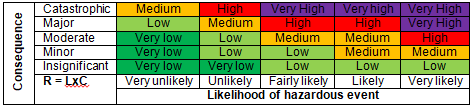 Consequence
Catastrophic Medium High Very high Very High Very High
Major Low Medium High High Very High
Moderate Very low Low Medium Medium High
Minor Very low Low Low Medium Medium
Insignificant Very low Very low Low Low Low
R = LxC Very unlikely Unlikely Fairly likely Likely Very likely
Likelihood of hazardous event